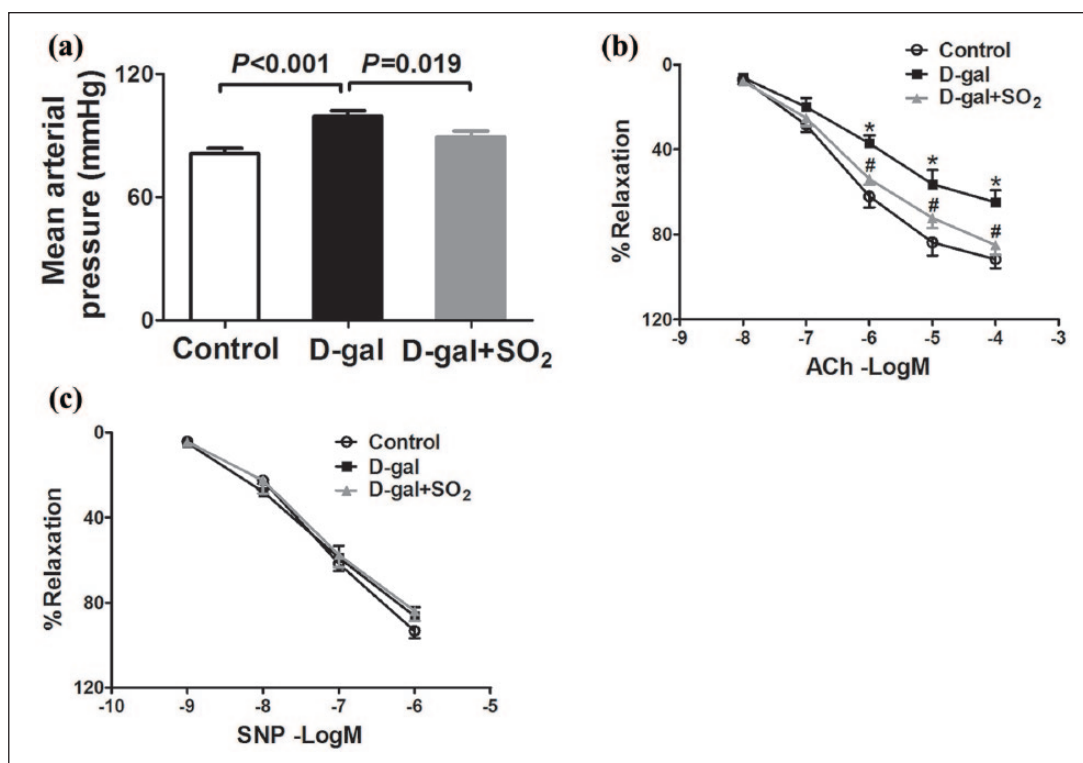 (a)
P<0.001
P=0.019
120
60
0
Mean arterial
pressure (mmHg)
Control
D-gal
D-gal+SO₂
(b)
Control
D-gal
D-gal+SO₂
0
40
80
120
%Relaxation
*
*
*
#
#
#
-9
-8
-7
-6
-5
-4
-3
ACh -LogM
(c)
Control
D-gal
D-gal+SO₂
0
40
80
120
%Relaxation
-10
-9
-8
-7
-6
-5
SNP -LogM